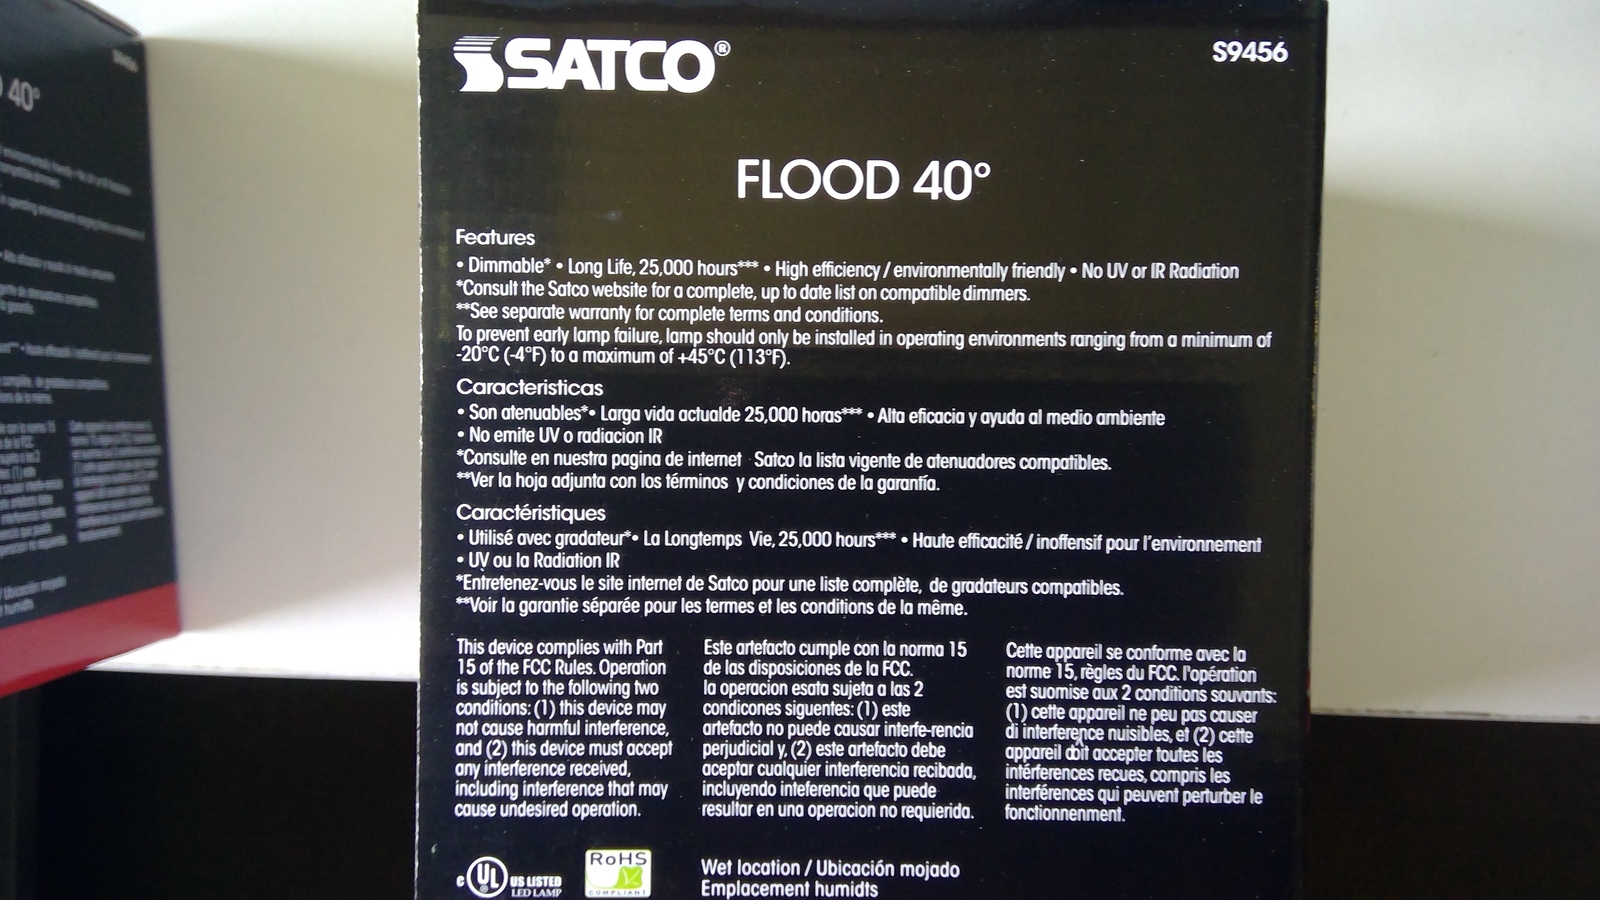 SATCO®
S9456
FLOOD 40°
Features
• Dimmable* • Long Life, 25,000 hours*** • High efficiency / environmentally friendly • No UV or IR Radiation
*Consult the Satco website for a complete, up to date list on compatible dimmers.
**See separate warranty for complete terms and conditions.
To prevent early lamp failure, lamp should only be installed in operating environments ranging from a minimum of
-20°C (-4°F) to a maximum of +45°C (113°F).
Caracteristicas
• Son atenuables*• Larga vida actualde 25,000 horas*** • Alta eficacia y ayuda al medio ambiente
• No emite UV o radiacion IR
*Consulte en nuestra pagina de internet Satco la lista vigente de atenuadores compatibles.
**Ver la hoja adjunta con los términos y condiciones de la garantía.
Caractéristiques
• Utilisé avec gradateur*• La Longtemps Vie, 25,000 hours*** • Haute efficacité / inoffensif pour l'environnement
• UV ou la Radiation IR
*Entretenez-vous le site internet de Satco pour une liste complète, de gradateurs compatibles.
**Voir la garantie séparée pour les termes et les conditions de la même.
This device complies with Part
15 of the FCC Rules. Operation
is subject to the following two
conditions: (1) this device may
not cause harmful interference,
and (2) this device must accept
any interference received,
including interference that may
cause undesired operation.
Este artefacto cumple con la norma 15
de las disposiciones de la FCC.
la operacion esata sujeta a las 2
condicones siguentes: (1) este
artefacto no puede causar interfe-rencia
perjudicial y, (2) este artefacto debe
aceptar cualquier interferencia recibada,
incluyendo inteferencia que puede
resultar en una operacion no requierida.
Cette appareil se conforme avec la
norme 15, règles du FCC. l'opération
est suomise aux 2 conditions souvants:
(1) cette appareil ne peu pas causer
di interference nuisibles, et (2) cette
appareil doit accepter toutes les
intérferences recues, compris les
interférences qui peuvent perturber le
fonctionnenment.
c UL US LISTED
LED LAMP
RoHS
COMPLIANT
Wet location / Ubicación mojado
Emplacement humidts
40°